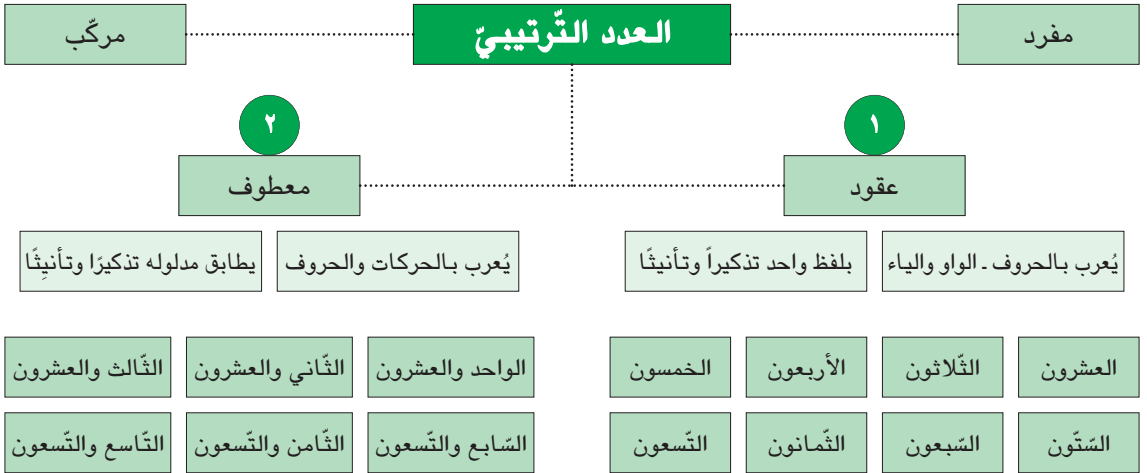 مفرد
العدد التّرتيبيّ
مركّب
١
عقود
يُعرب بالحروف ـ الواو والياء
بلفظ واحد تذكيراً وتأنيثًا
العشرون
الثّلاثون
الأربعون
الخمسون
السّتّون
السّبعون
الثّمانون
التّسعون
٢
معطوف
يُعرب بالحركات والحروف
يطابق مدلوله تذكيرًا وتأنيِثًا
الواحد والعشرون
الثّاني والعشرون
الثّالث والعشرون
السّابع والتّسعون
الثّامن والتّسعون
التّاسع والتّسعون